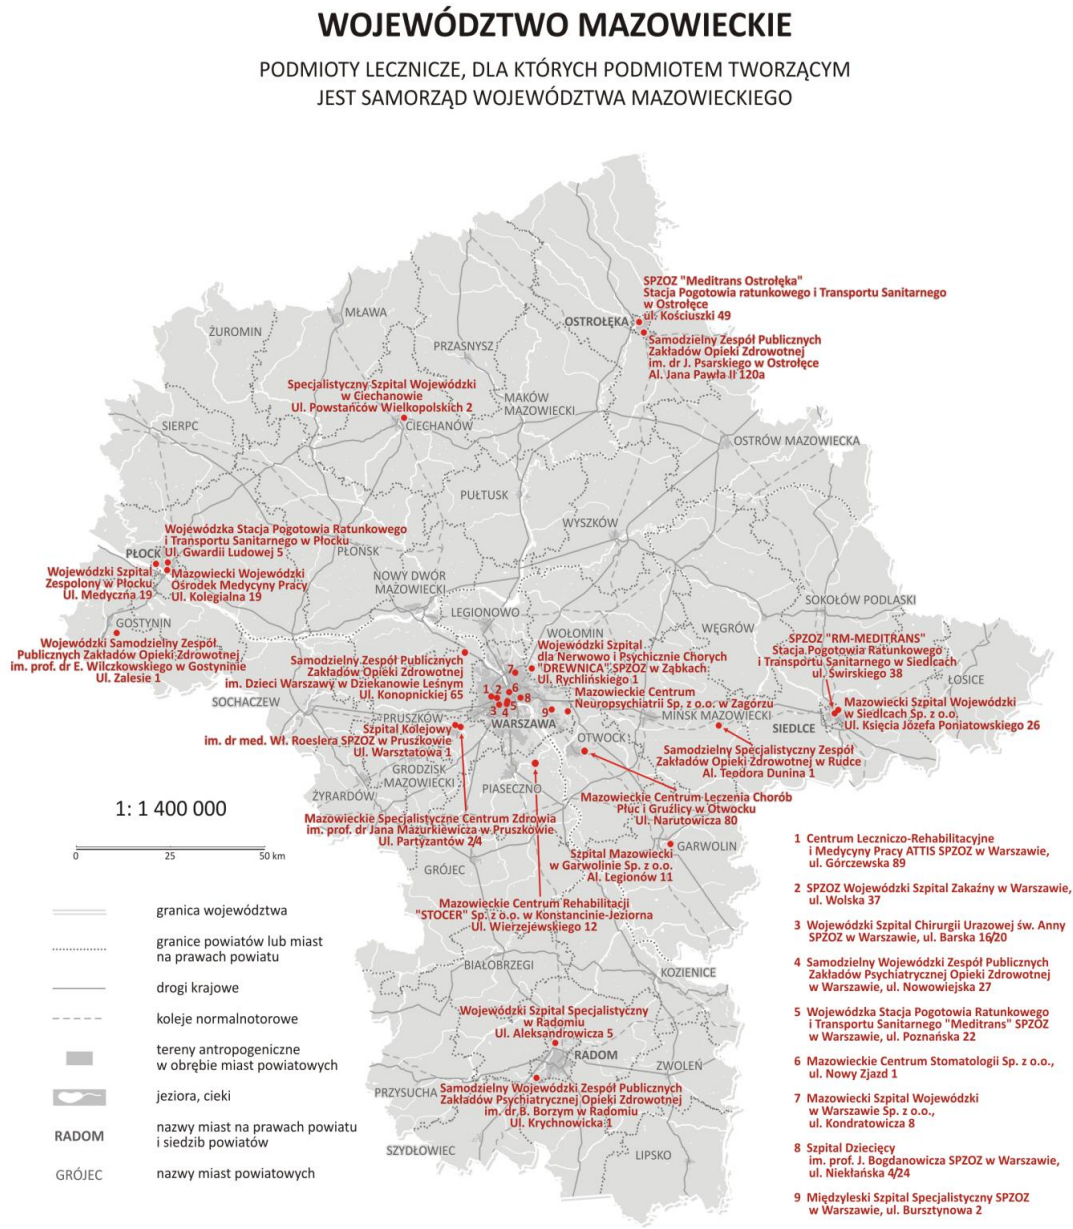 WOJEWÓDZTWO MAZOWIECKIE
PODMIOTY LECZNICZE, DLA KTÓRYCH PODMIOTEM TWORZĄCYM
JEST SAMORZĄD WOJEWÓDZTWA MAZOWIECKIEGO
SPZOZ "Meditrans Ostrołęka"
Stacja Pogotowia ratunkowego i Transportu Sanitarnego
w Ostrołęce
ul. Kościuszki 49
OSTROŁĘKA
Samodzielny Zespół Publicznych
Zakładów Opieki Zdrowotnej
im. dr J. Psarskiego w Ostrołęce
Al. Jana Pawła II 120a
MŁAWA
ŻUROMIN
PRZASNYSZ
Specjalistyczny Szpital Wojewódzki
w Ciechanowie
Ul. Powstańców Wielkopolskich 2
CIECHANÓW
MAKÓW
MAZOWIECKI
SIERPC
OSTRÓW MAZOWIECKA
PUŁTUSK
WYSZKÓW
Wojewódzka Stacja Pogotowia Ratunkowego
i Transportu Sanitarnego w Płocku
Ul. Gwardii Ludowej 5
PŁOCK
PŁOŃSK
Wojewódzki Szpital
Zespolony w Płocku
Ul. Medyczna 19
Mazowiecki Wojewódzki
Ośrodek Medycyny Pracy
Ul. Kolegialna 19
NOWY DWÓR
MAZOWIECKI
LEGIONOWO
SOKOŁÓW PODLASKI
GOSTYNIN
Wojewódzki Samodzielny Zespół
Publicznych Zakładów Opieki Zdrowotnej
im. prof. dr E. Wilczkowskiego w Gostyninie
Ul. Zalesie 1
WĘGRÓW
WOŁOMIN
Wojewódzki Szpital
dla Nerwowo i Psychicznie Chorych
"DREWNICA" SPZOZ w Ząbkach
Ul. Rychlińskiego 1
SPZOZ "RM-MEDITRANS"
Stacja Pogotowia Ratunkowego
i Transportu Sanitarnego w Siedlcach
ul. Świrskiego 38
Samodzielny Zespół Publicznych
Zakładów Opieki Zdrowotnej
im. Dzieci Warszawy w Dziekanowie Leśnym
Ul. Konopnickiej 65
ŁOSICE
Mazowieckie Centrum
Neuropsychiatrii Sp. z o.o. w Zagórzu
7
1
2
6
8
3
4
5
9
SOCHACZEW
WARSZAWA
MIŃSK MAZOWIECKI
SIEDLCE
Mazowiecki Szpital Wojewódzki
w Siedlcach Sp. z o.o.
Ul. Księcia Józefa Poniatowskiego 26
PRUSZKÓW
Szpital Kolejowy
im. dr med. Wł. Roeslera SPZOZ w Pruszkowie
Ul. Warsztatowa 1
OTWOCK
Samodzielny Specjalistyczny Zespół
Zakładów Opieki Zdrowotnej w Rudce
Al. Teodora Dunina 1
GRODZISK
MAZOWIECKI
ŻYRARDÓW
PIASECZNO
Mazowieckie Centrum Leczenia Chorób
Płuc i Gruźlicy w Otwocku
Ul. Narutowicza 80
1: 1 400 000
0 25 50 km
Mazowieckie Specjalistyczne Centrum Zdrowia
im. prof. dr Jana Mazurkiewicza w Pruszkowie
Ul. Partyzantów 2/4
GARWOLIN
Szpital Mazowiecki
w Garwolinie Sp. z o.o.
Al. Legionów 11
GRÓJEC
Mazowieckie Centrum Rehabilitacji
"STOCER" Sp. z o.o. w Konstancinie-Jeziorna
Ul. Wierzejewskiego 12
BIAŁOBRZEGI
KOZIENICE
Wojewódzki Szpital Specjalistyczny
w Radomiu
Ul. Aleksandrowicza 5
RADOM
ZWOLEŃ
PRZYSUCHA
Samodzielny Wojewódzki Zespół Publicznych
Zakładów Psychiatrycznej Opieki Zdrowotnej
im. dr B. Borzym w Radomiu
Ul. Krychnowicka 1
SZYDŁOWIEC
LIPSKO
granica województwa
granice powiatów lub miast
na prawach powiatu
drogi krajowe
koleje normalnotorowe
tereny antropogeniczne
w obrębie miast powiatowych
jeziora, cieki
RADOM nazwy miast na prawach powiatu
i siedzib powiatów
GRÓJEC nazwy miast powiatowych
1 Centrum Leczniczo-Rehabilitacyjne
i Medycyny Pracy ATTIS SPZOZ w Warszawie,
ul. Górczewska 89
2 SPZOZ Wojewódzki Szpital Zakaźny w Warszawie,
ul. Wolska 37
3 Wojewódzki Szpital Chirurgii Urazowej św. Anny
SPZOZ w Warszawie, ul. Barska 16/20
4 Samodzielny Wojewódzki Zespół Publicznych
Zakładów Psychiatrycznej Opieki Zdrowotnej
w Warszawie, ul. Nowowiejska 27
5 Wojewódzka Stacja Pogotowia Ratunkowego
i Transportu Sanitarnego "Meditrans" SPZOZ
w Warszawie, ul. Poznańska 22
6 Mazowieckie Centrum Stomatologii Sp. z o.o.,
ul. Nowy Zjazd 1
7 Mazowiecki Szpital Wojewódzki
w Warszawie Sp. z o.o.,
ul. Kondratowicza 8
8 Szpital Dziecięcy
im. prof. J. Bogdanowicza SPZOZ w Warszawie,
ul. Niekłańska 4/24
9 Międzyleski Szpital Specjalistyczny SPZOZ
w Warszawie, ul. Bursztynowa 2